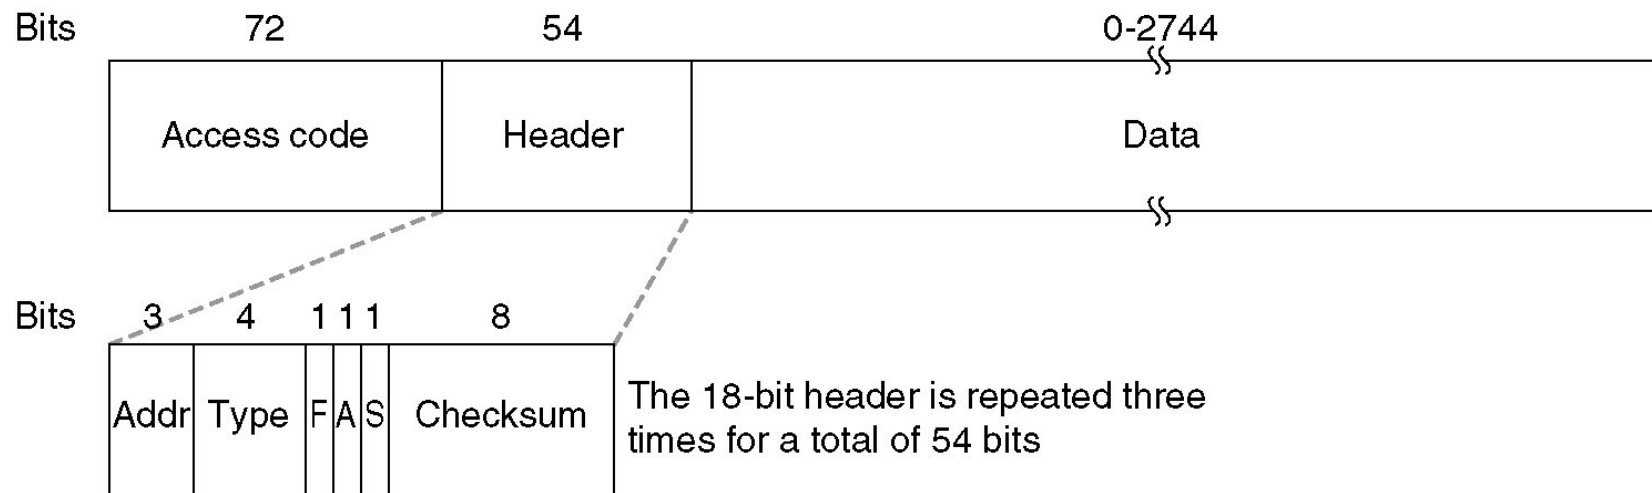 Bits 72 54 0-2744
Access code Header Data
Bits 3 4 1 1 1 8
Addr Type F A S Checksum
The 18-bit header is repeated three
times for a total of 54 bits